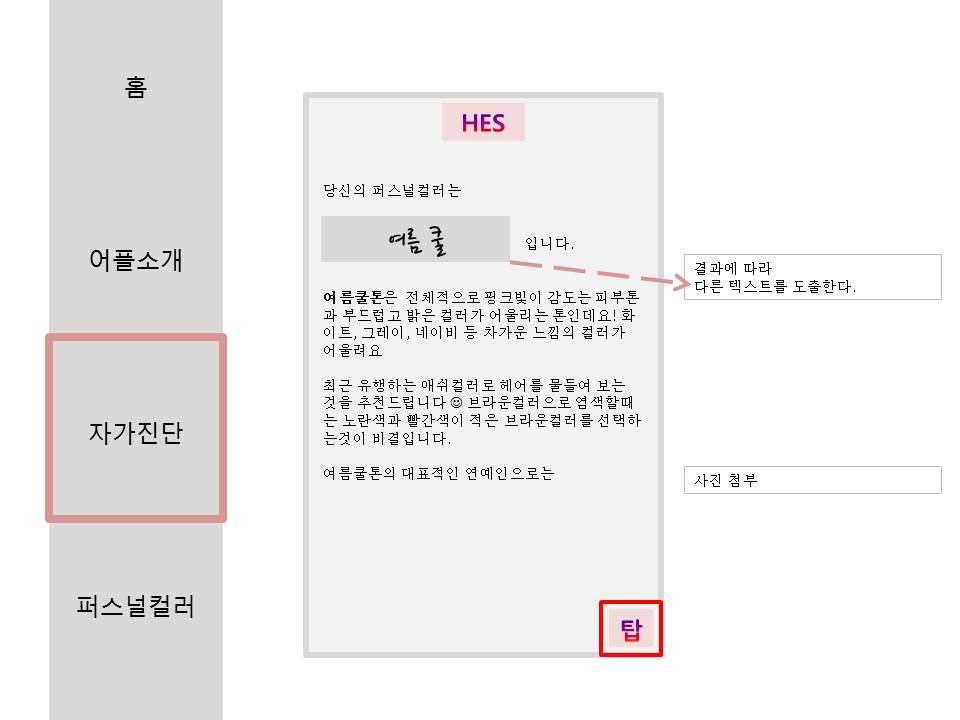 홈
어플소개
자가진단
퍼스널컬러
HES
당신의 퍼스널컬러는
여름 쿨
입니다.
여름쿨톤은 전체적으로 핑크빛이 감도는 피부톤
과 부드럽고 밝은 컬러가 어울리는 톤인데요! 화
이트, 그레이, 네이비 등 차가운 느낌의 컬러가
어울려요
최근 유행하는 애쉬컬러로 헤어를 물들여 보는
것을 추천드립니다 ☺ 브라운컬러으로 염색할때
는 노란색과 빨간색이 적은 브라운컬러를 선택하
는것이 비결입니다.
여름쿨톤의 대표적인 연예인으로는
탑
결과에 따라
다른 텍스트를 도출한다.
사진 첨부